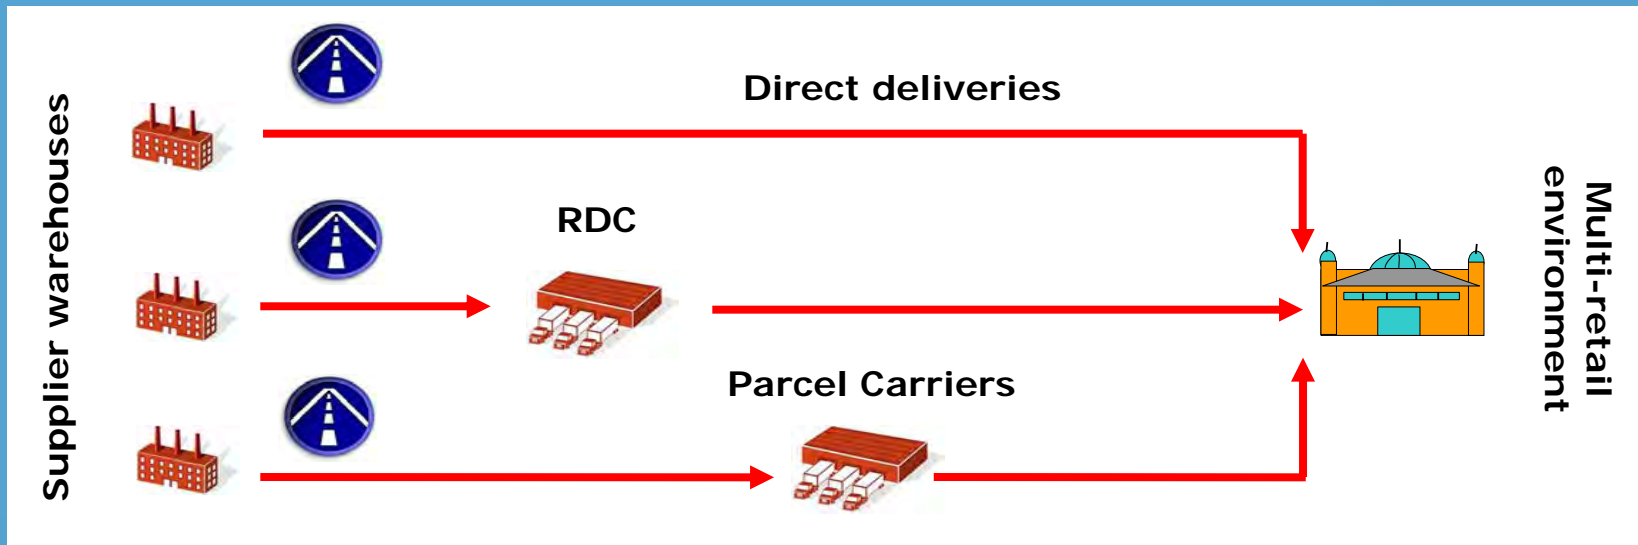 Supplier warehouses
Direct deliveries
RDC
Parcel Carriers
Multi-retail
environment